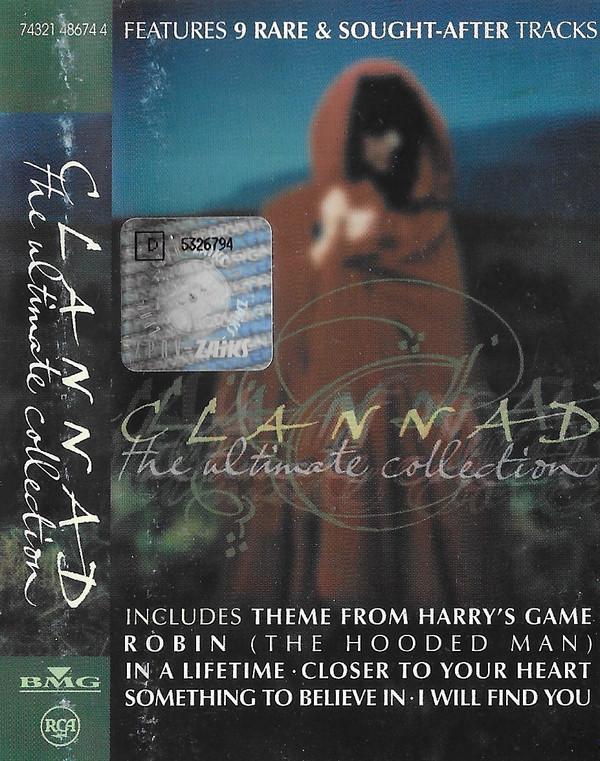 74321 48674 4
FEATURES 9 RARE & SOUGHT-AFTER TRACKS
CLANNAD
the ultimate collection
D 5326794
ZAIKS
CLANNAD
the ultimate collection
INCLUDES THEME FROM HARRY'S GAME
ROBIN (THE HOODED MAN)
IN A LIFETIME · CLOSER TO YOUR HEART
SOMETHING TO BELIEVE IN · I WILL FIND YOU
BMG
RCA